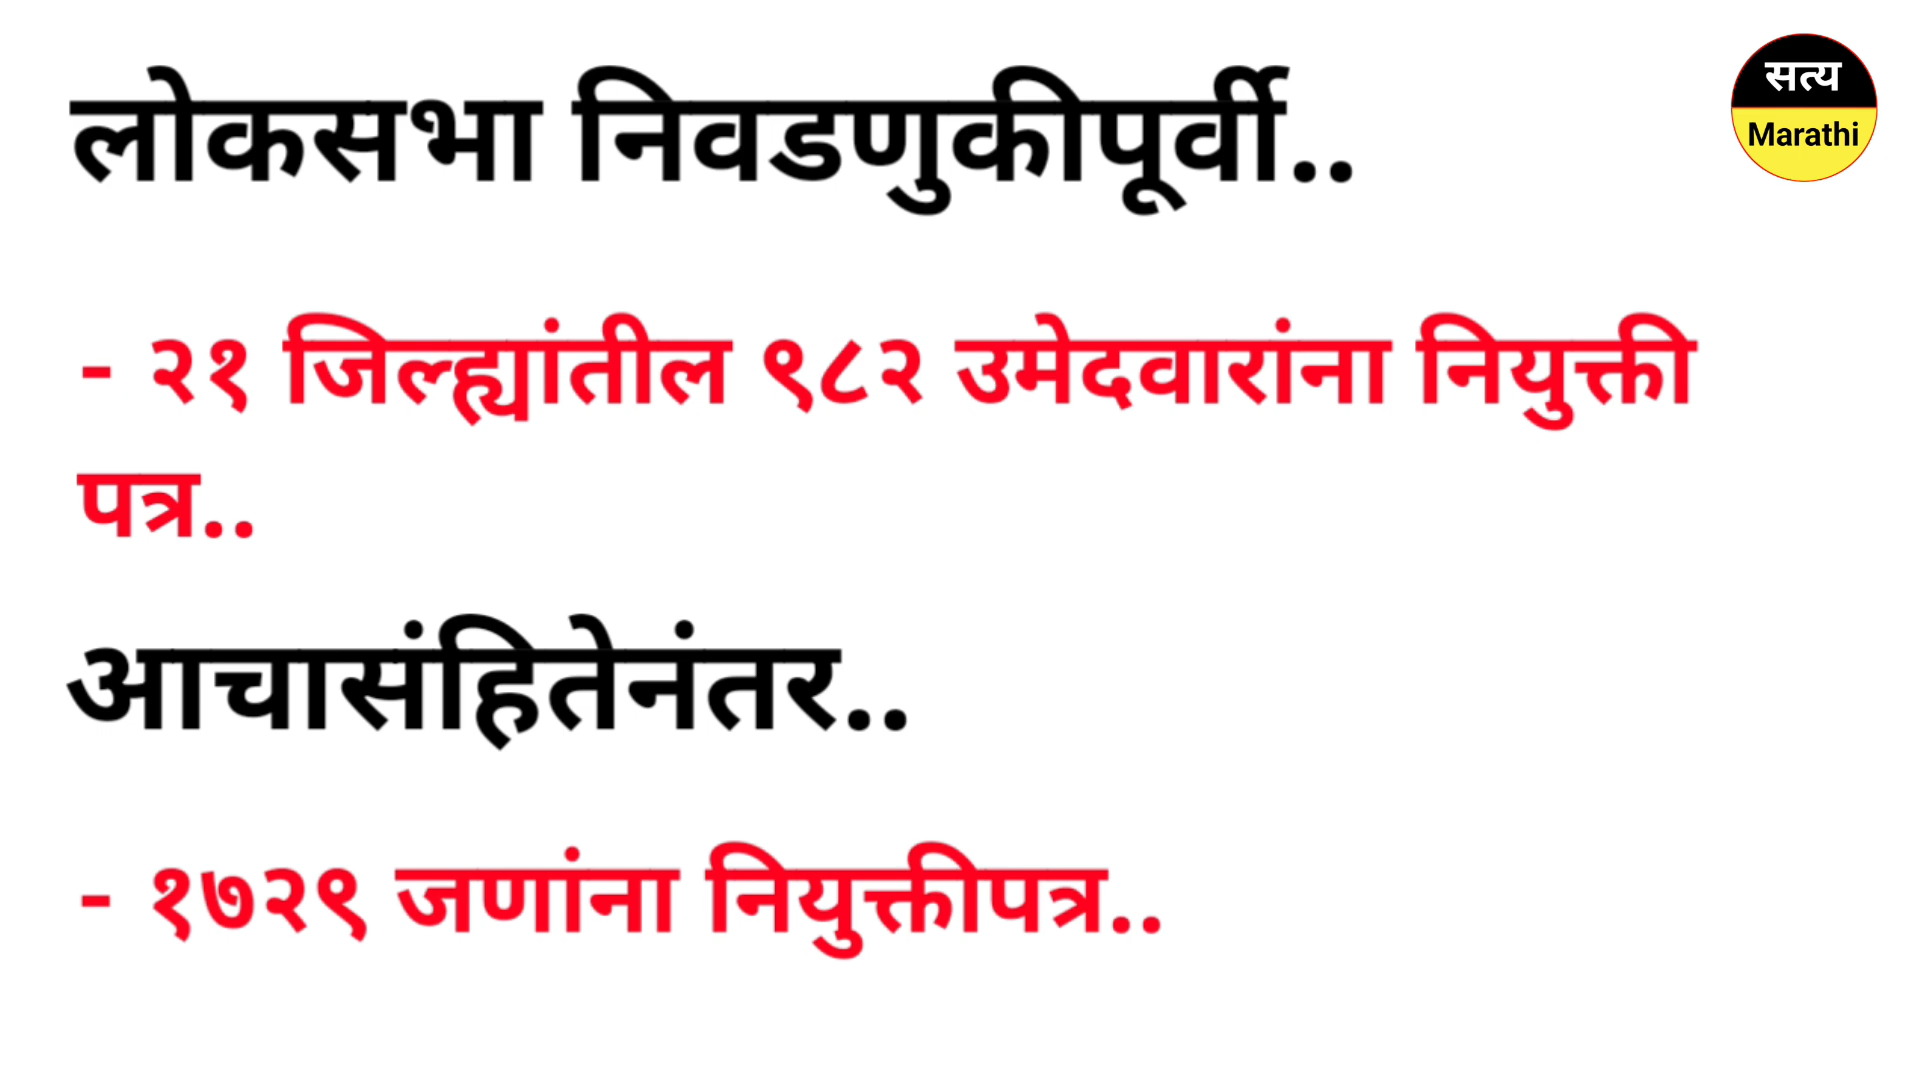 लोकसभा निवडणुकीपूर्वी..
सत्य
Marathi
- २१ जिल्ह्यांतील ९८२ उमेदवारांना नियुक्ती
पत्र..
आचासंहितेनंतर..
- १७२९ जणांना नियुक्तीपत्र..